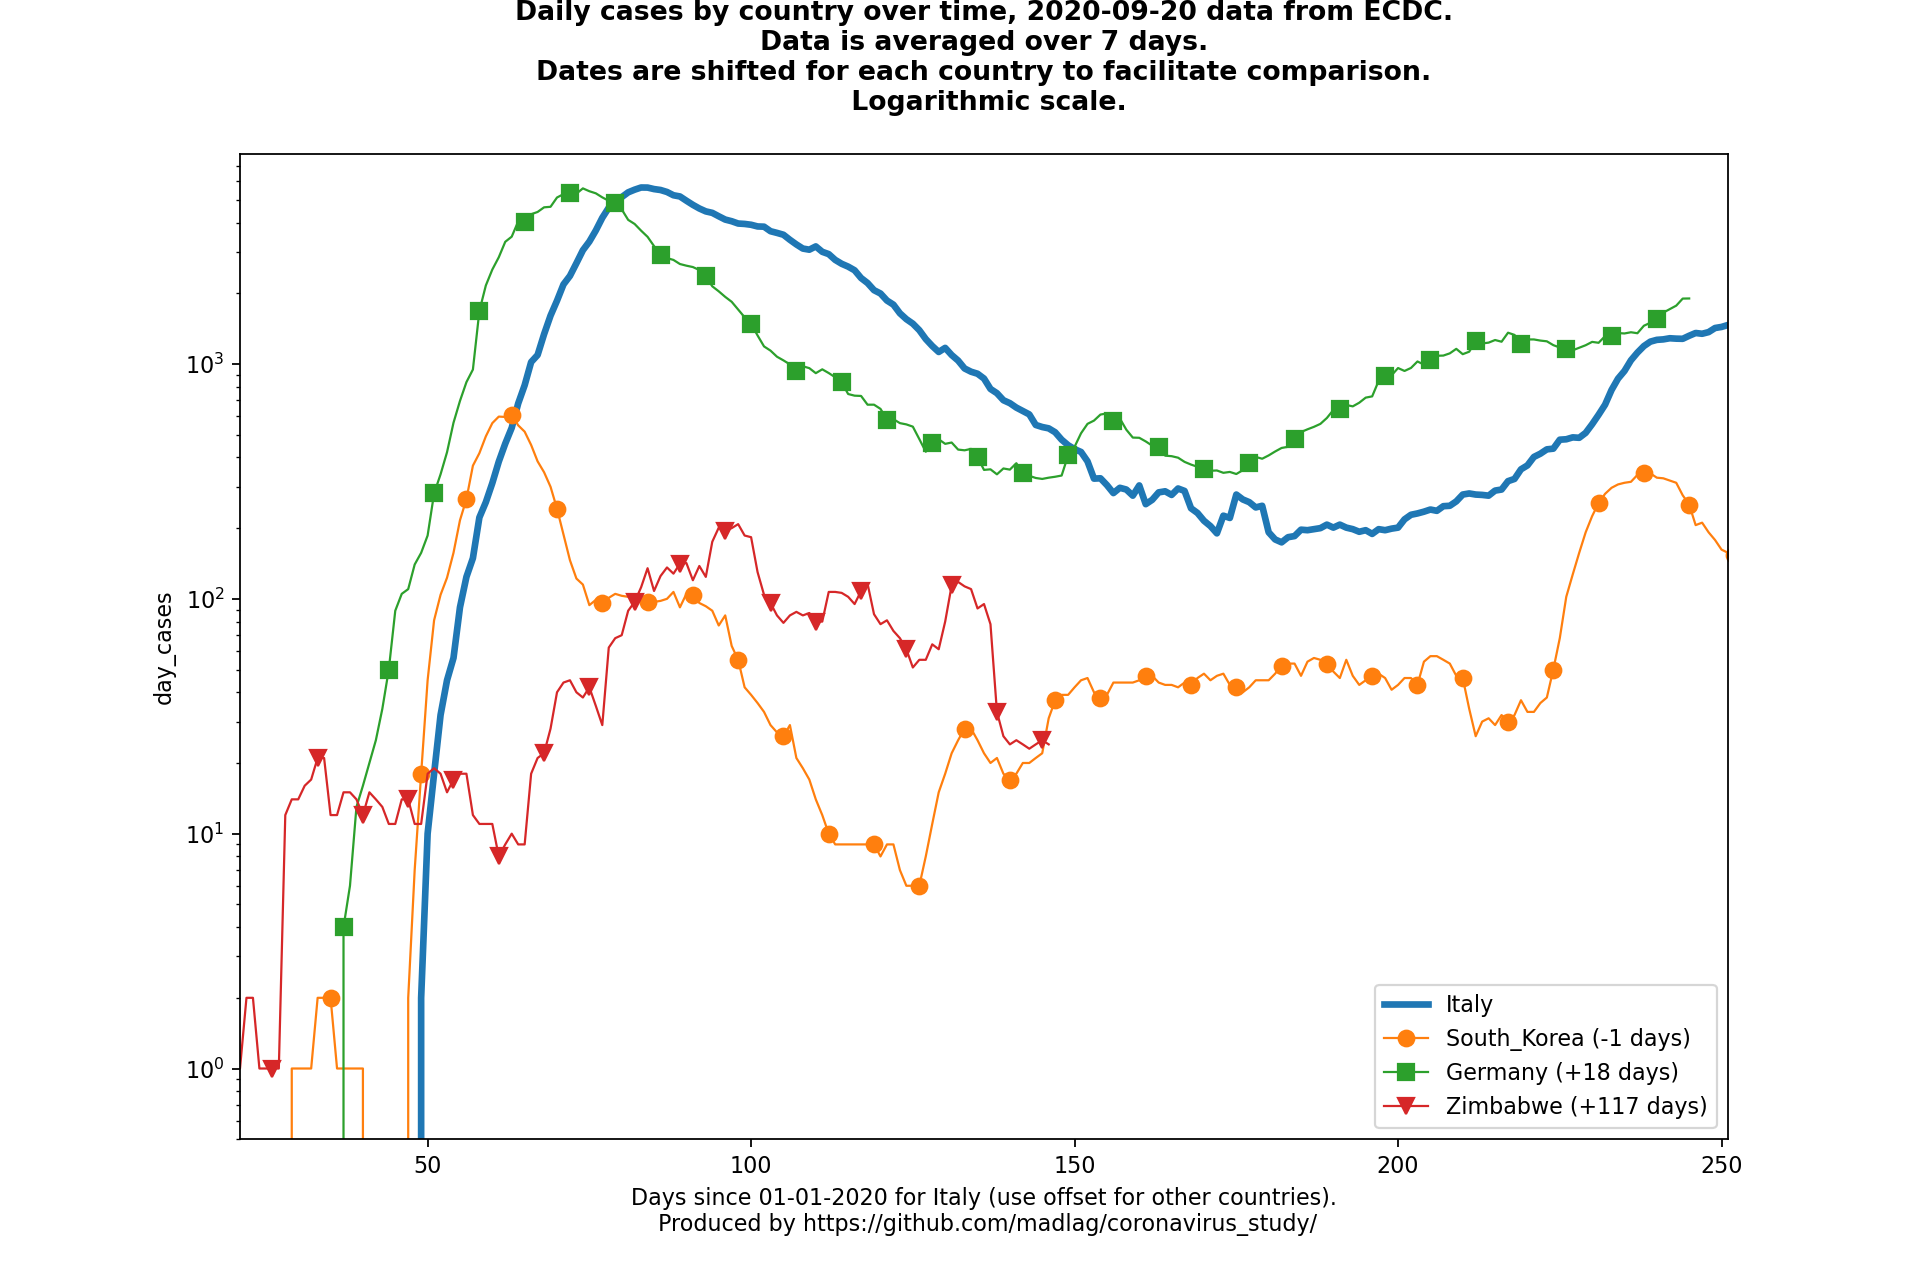 Daily cases by country over time, 2020-09-20 data from ECDC.
Data is averaged over 7 days.
Dates are shifted for each country to facilitate comparison.
Logarithmic scale.
day_cases
10³
10²
10¹
10⁰
50
100
150
200
250
Italy
South_Korea (-1 days)
Germany (+18 days)
Zimbabwe (+117 days)
Days since 01-01-2020 for Italy (use offset for other countries).
Produced by https://github.com/madlag/coronavirus_study/